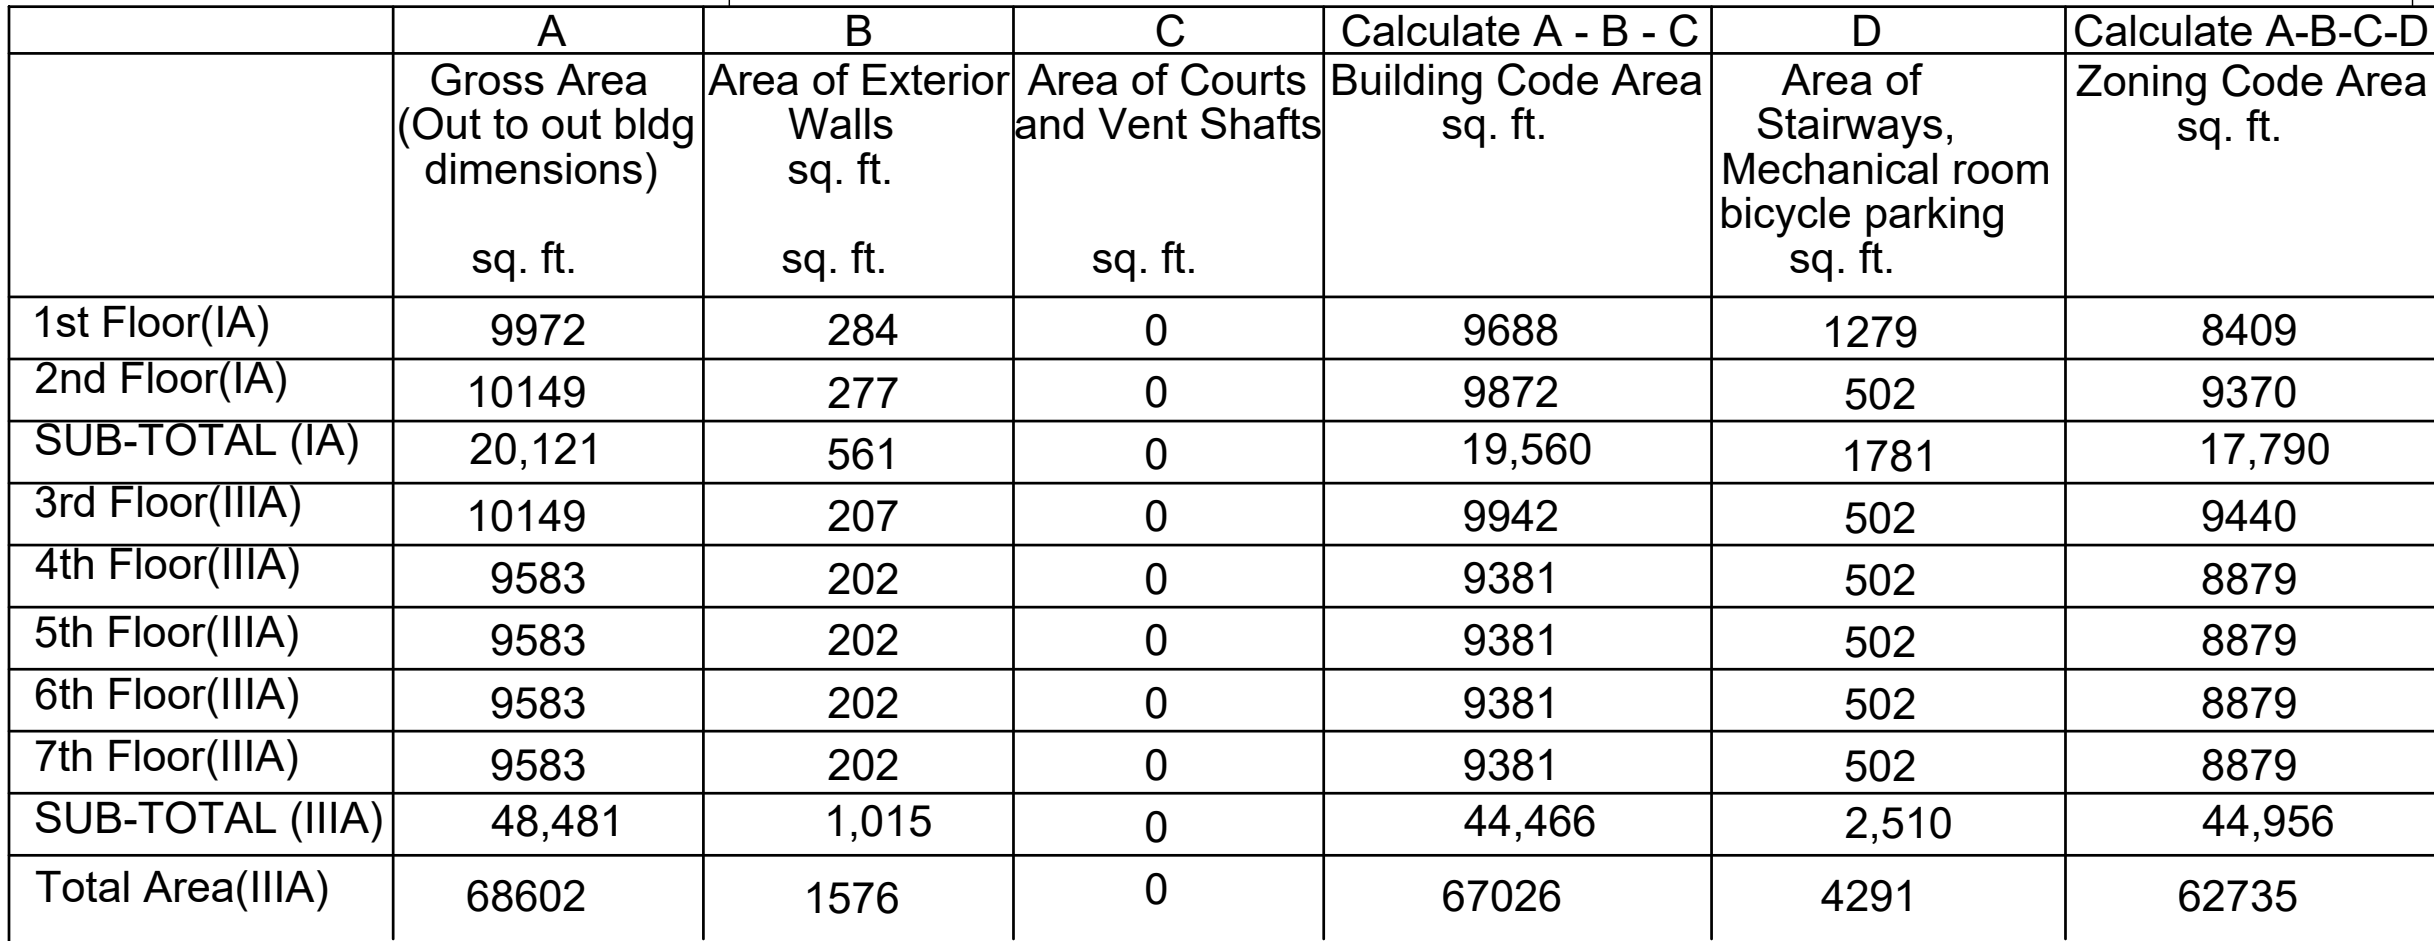 A B C Calculate A - B - C D Calculate A-B-C-D
Gross Area Area of Exterior Area of Courts Building Code Area Area of Zoning Code Area
(Out to out bldg Walls and Vent Shafts sq. ft. Stairways, sq. ft.
dimensions) sq. ft. Mechanical room
bicycle parking
sq. ft. sq. ft. sq. ft. sq. ft.
1st Floor(IA) 9972 284 0 9688 1279 8409
2nd Floor(IA) 10149 277 0 9872 502 9370
SUB-TOTAL (IA) 20,121 561 0 19,560 1781 17,790
3rd Floor(IIIA) 10149 207 0 9942 502 9440
4th Floor(IIIA) 9583 202 0 9381 502 8879
5th Floor(IIIA) 9583 202 0 9381 502 8879
6th Floor(IIIA) 9583 202 0 9381 502 8879
7th Floor(IIIA) 9583 202 0 9381 502 8879
SUB-TOTAL (IIIA) 48,481 1,015 0 44,466 2,510 44,956
Total Area(IIIA) 68602 1576 0 67026 4291 62735